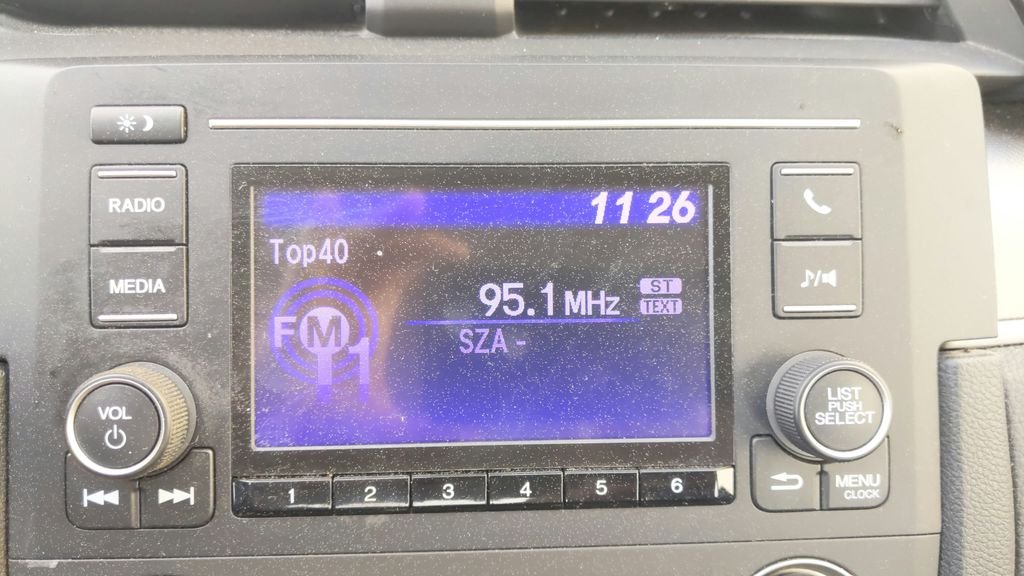 11 26
RADIO
Top40
MEDIA
95.1 MHz
ST
TEXT
FM
1
SZA -
VOL
LIST
PUSH
SELECT
1 2 3 4 5 6
MENU
CLOCK